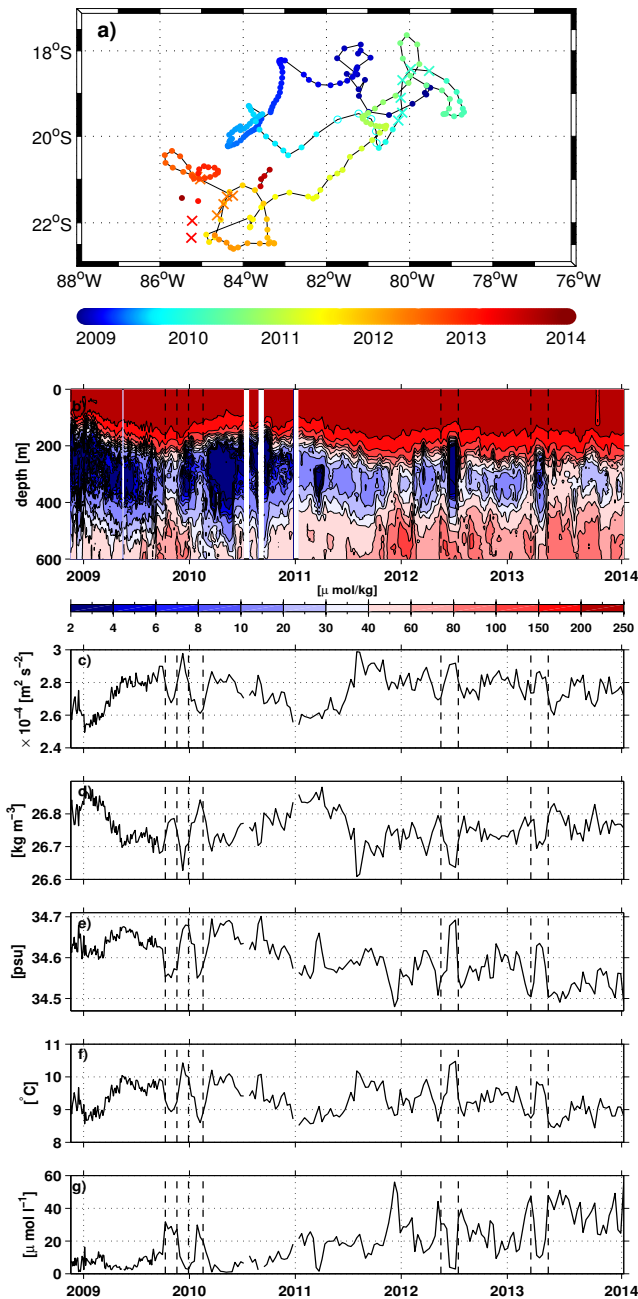 a)
18°S
20°S
22°S
88°W 86°W 84°W 82°W 80°W 78°W 76°W
2009 2010 2011 2012 2013 2014
b)
0
200
400
600
depth [m]
2009 2010 2011 2012 2013 2014
[μ mol/kg]
2 4 6 8 10 20 30 40 60 80 100 150 250
c)
3
2.8
2.6
2.4
× 10⁻⁴ [m² s⁻²]
d)
26.8
26.7
26.6
[kg m⁻³]
e)
34.7
34.6
34.5
[psu]
f)
11
10
9
8
[°C]
g)
60
40
20
0
[μ mol l⁻¹]
2009 2010 2011 2012 2013 2014